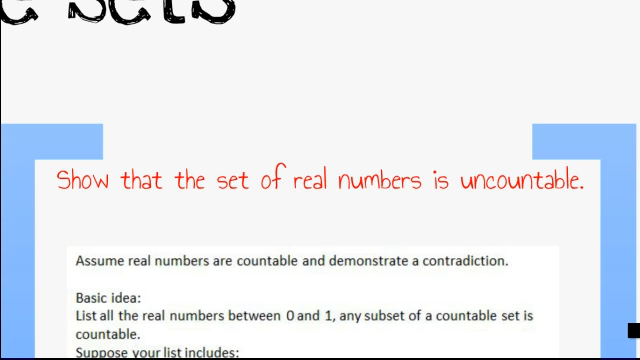 sets
Show that the set of real numbers is uncountable.
Assume real numbers are countable and demonstrate a contradiction.
Basic idea:
List all the real numbers between 0 and 1, any subset of a countable set is
countable.
Suppose your list includes: